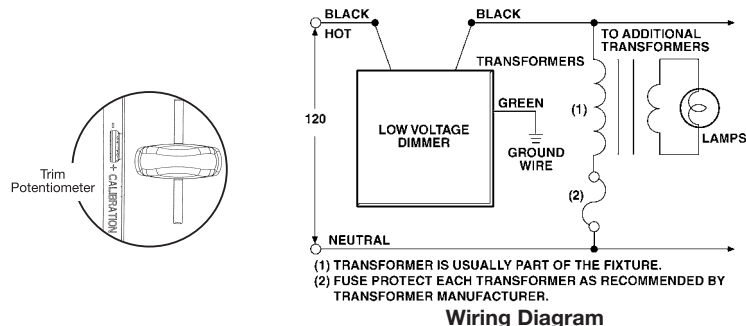 Trim
Potentiometer
-
+ CALIBRATION
BLACK
HOT
BLACK
120
LOW VOLTAGE
DIMMER
TRANSFORMERS
GREEN
GROUND
WIRE
(1)
(2)
TO ADDITIONAL
TRANSFORMERS
LAMPS
NEUTRAL
(1) TRANSFORMER IS USUALLY PART OF THE FIXTURE.
(2) FUSE PROTECT EACH TRANSFORMER AS RECOMMENDED BY
TRANSFORMER MANUFACTURER.
Wiring Diagram